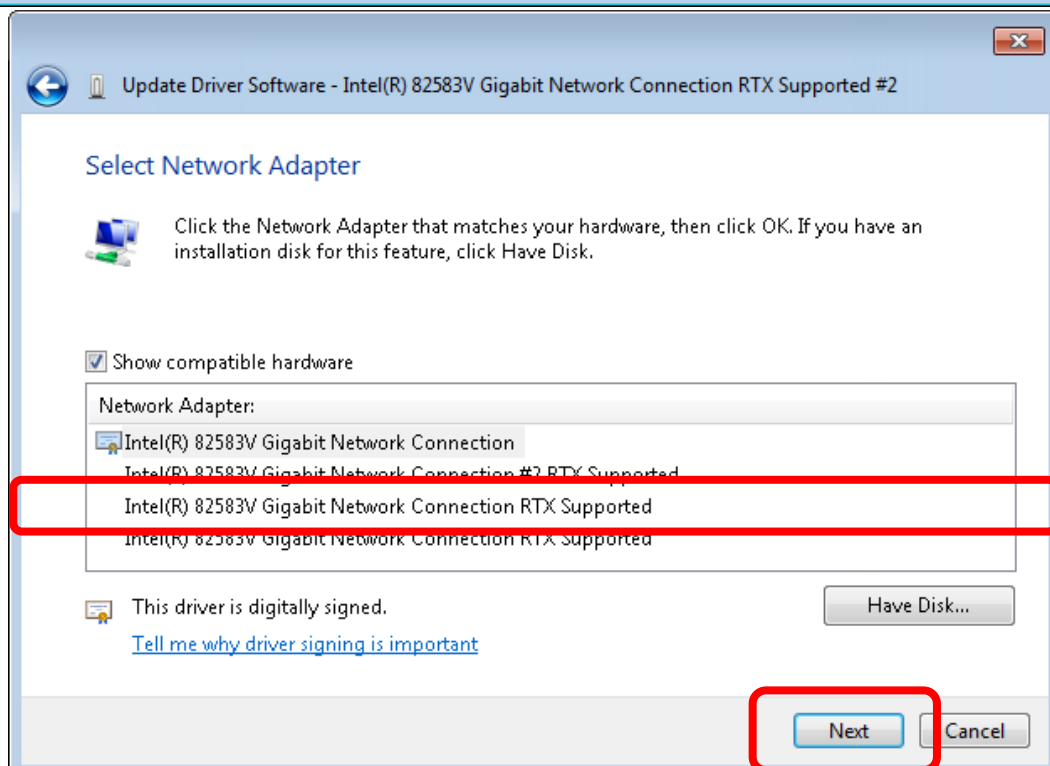 Update Driver Software - Intel(R) 82583V Gigabit Network Connection RTX Supported #2
Select Network Adapter
Click the Network Adapter that matches your hardware, then click OK. If you have an
installation disk for this feature, click Have Disk.
Show compatible hardware
Network Adapter:
Intel(R) 82583V Gigabit Network Connection
Intel(R) 82583V Gigabit Network Connection #2 RTX Supported
Intel(R) 82583V Gigabit Network Connection RTX Supported
Intel(R) 82583V Gigabit Network Connection RTX Supported
This driver is digitally signed.
Have Disk...
Tell me why driver signing is important
Next
Cancel